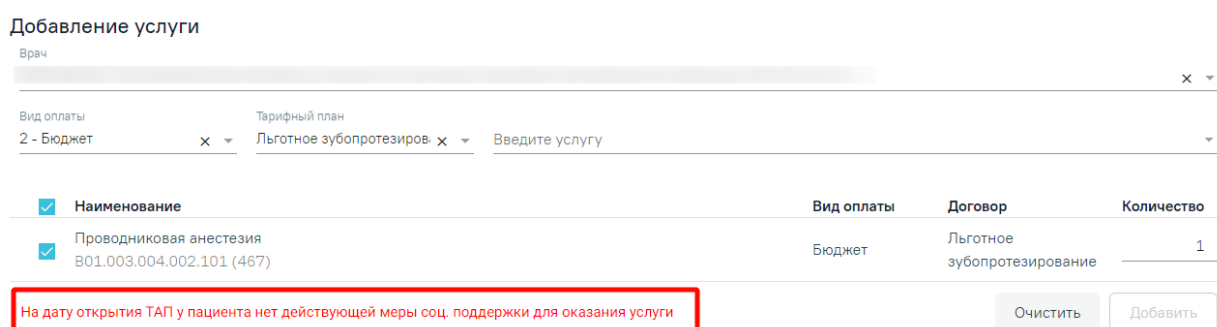 Добавление услуги
Врач
Вид оплаты Тарифный план
2 - Бюджет Льготное зубопротезиров. Введите услугу
Наименование Вид оплаты Договор Количество
Проводниковая анестезия Бюджет Льготное 1
B01.003.004.002.101 (467) зубопротезирование
На дату открытия ТАП у пациента нет действующей меры соц. поддержки для оказания услуги Очистить Добавить